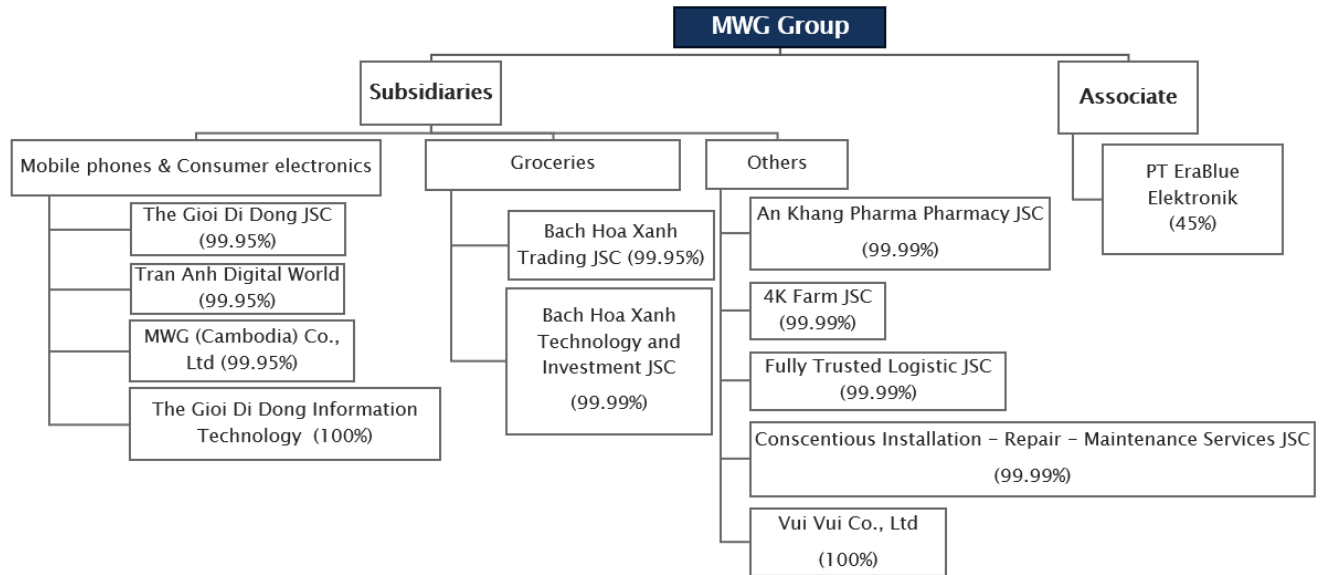 MWG Group
Subsidiaries
Associate
Mobile phones & Consumer electronics
The Gioi Di Dong JSC
(99.95%)
Tran Anh Digital World
(99.95%)
MWG (Cambodia) Co.,
Ltd (99.95%)
The Gioi Di Dong Information
Technology (100%)
Groceries
Bach Hoa Xanh
Trading JSC (99.95%)
Bach Hoa Xanh
Technology and
Investment JSC
(99.99%)
Others
An Khang Pharma Pharmacy JSC
(99.99%)
4K Farm JSC
(99.99%)
Fully Trusted Logistic JSC
(99.99%)
Conscentious Installation – Repair – Maintenance Services JSC
(99.99%)
Vui Vui Co., Ltd
(100%)
PT EraBlue
Elektronik
(45%)